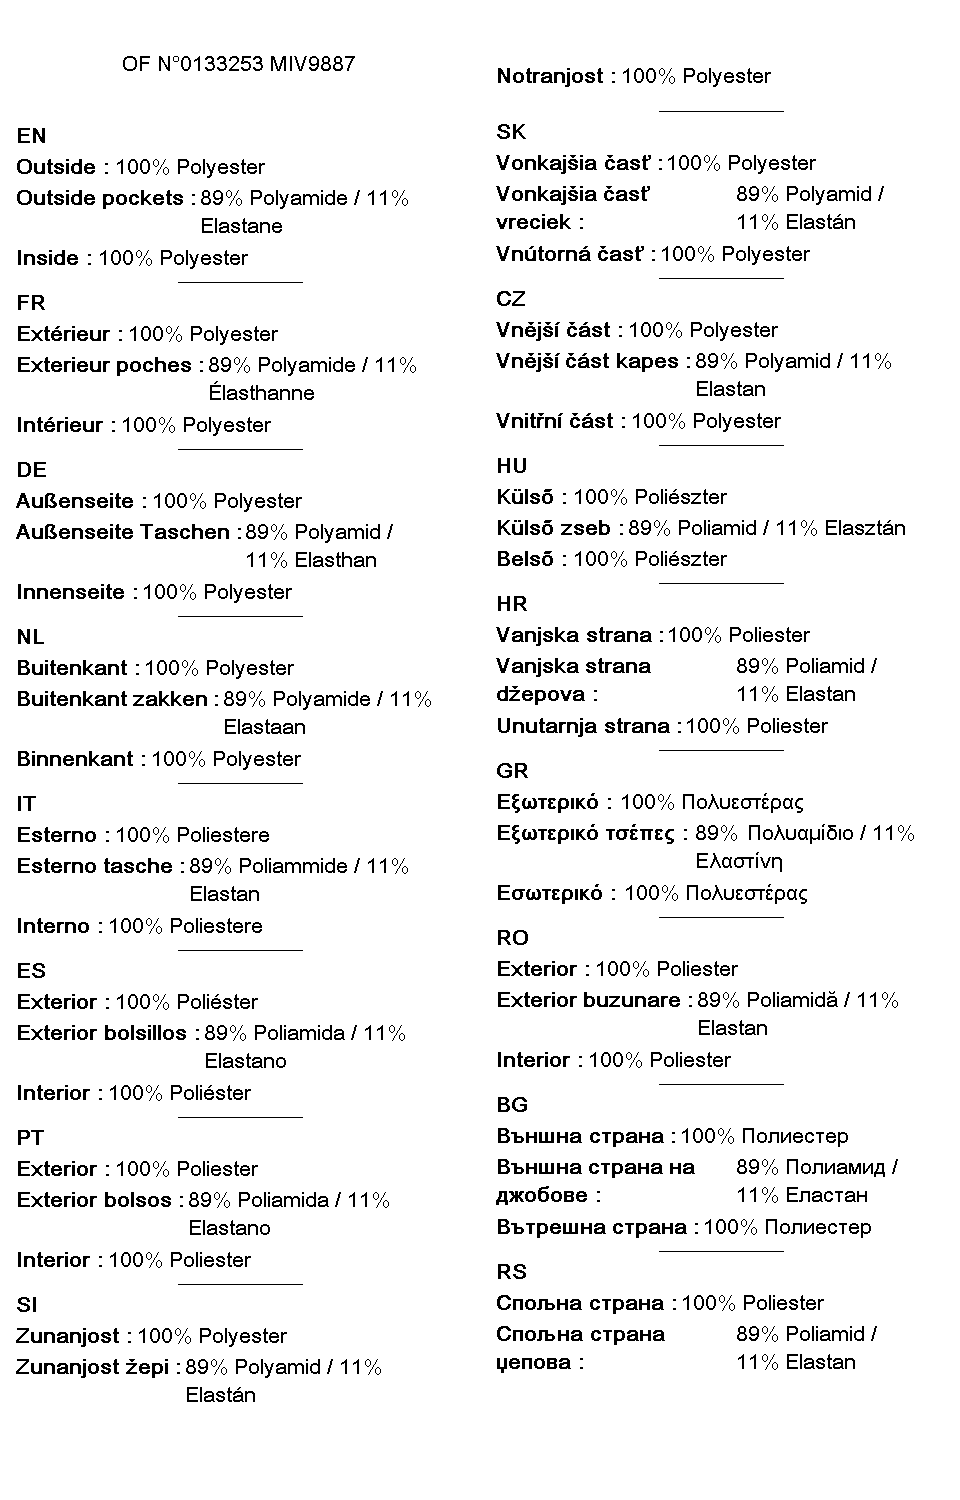 OF N°0133253 MIV9887
EN
Outside : 100% Polyester
Outside pockets : 89% Polyamide / 11%
Elastane
Inside : 100% Polyester
FR
Extérieur : 100% Polyester
Exterieur poches : 89% Polyamide / 11%
Élasthanne
Intérieur : 100% Polyester
DE
Außenseite : 100% Polyester
Außenseite Taschen : 89% Polyamid /
11% Elasthan
Innenseite : 100% Polyester
NL
Buitenkant : 100% Polyester
Buitenkant zakken : 89% Polyamide / 11%
Elastaan
Binnenkant : 100% Polyester
IT
Esterno : 100% Poliestere
Esterno tasche : 89% Poliammide / 11%
Elastan
Interno : 100% Poliestere
ES
Exterior : 100% Poliéster
Exterior bolsillos : 89% Poliamida / 11%
Elastano
Interior : 100% Poliéster
PT
Exterior : 100% Poliester
Exterior bolsos : 89% Poliamida / 11%
Elastano
Interior : 100% Poliester
SI
Zunanjost : 100% Polyester
Zunanjost žepi : 89% Polyamid / 11%
Elastán
Notranjost : 100% Polyester
SK
Vonkajšia časť : 100% Polyester
Vonkajšia časť 89% Polyamid /
vreciek : 11% Elastán
Vnútorná časť : 100% Polyester
CZ
Vnější část : 100% Polyester
Vnější část kapes : 89% Polyamid / 11%
Elastan
Vnitřní část : 100% Polyester
HU
Külső : 100% Poliészter
Külső zseb : 89% Poliamid / 11% Elasztán
Belső : 100% Poliészter
HR
Vanjska strana : 100% Poliester
Vanjska strana 89% Poliamid /
džepova : 11% Elastan
Unutarnja strana : 100% Poliester
GR
Εξωτερικό : 100% Πολυεστέρας
Εξωτερικό τσέπες : 89% Πολυαμίδιο / 11%
Ελαστίνη
Εσωτερικό : 100% Πολυεστέρας
RO
Exterior : 100% Poliester
Exterior buzunare : 89% Poliamidă / 11%
Elastan
Interior : 100% Poliester
BG
Външна страна : 100% Полиестер
Външна страна на 89% Полиамид /
джобове : 11% Еластан
Вътрешна страна : 100% Полиестер
RS
Спољна страна : 100% Poliester
Спољна страна 89% Poliamid /
џепова : 11% Elastan